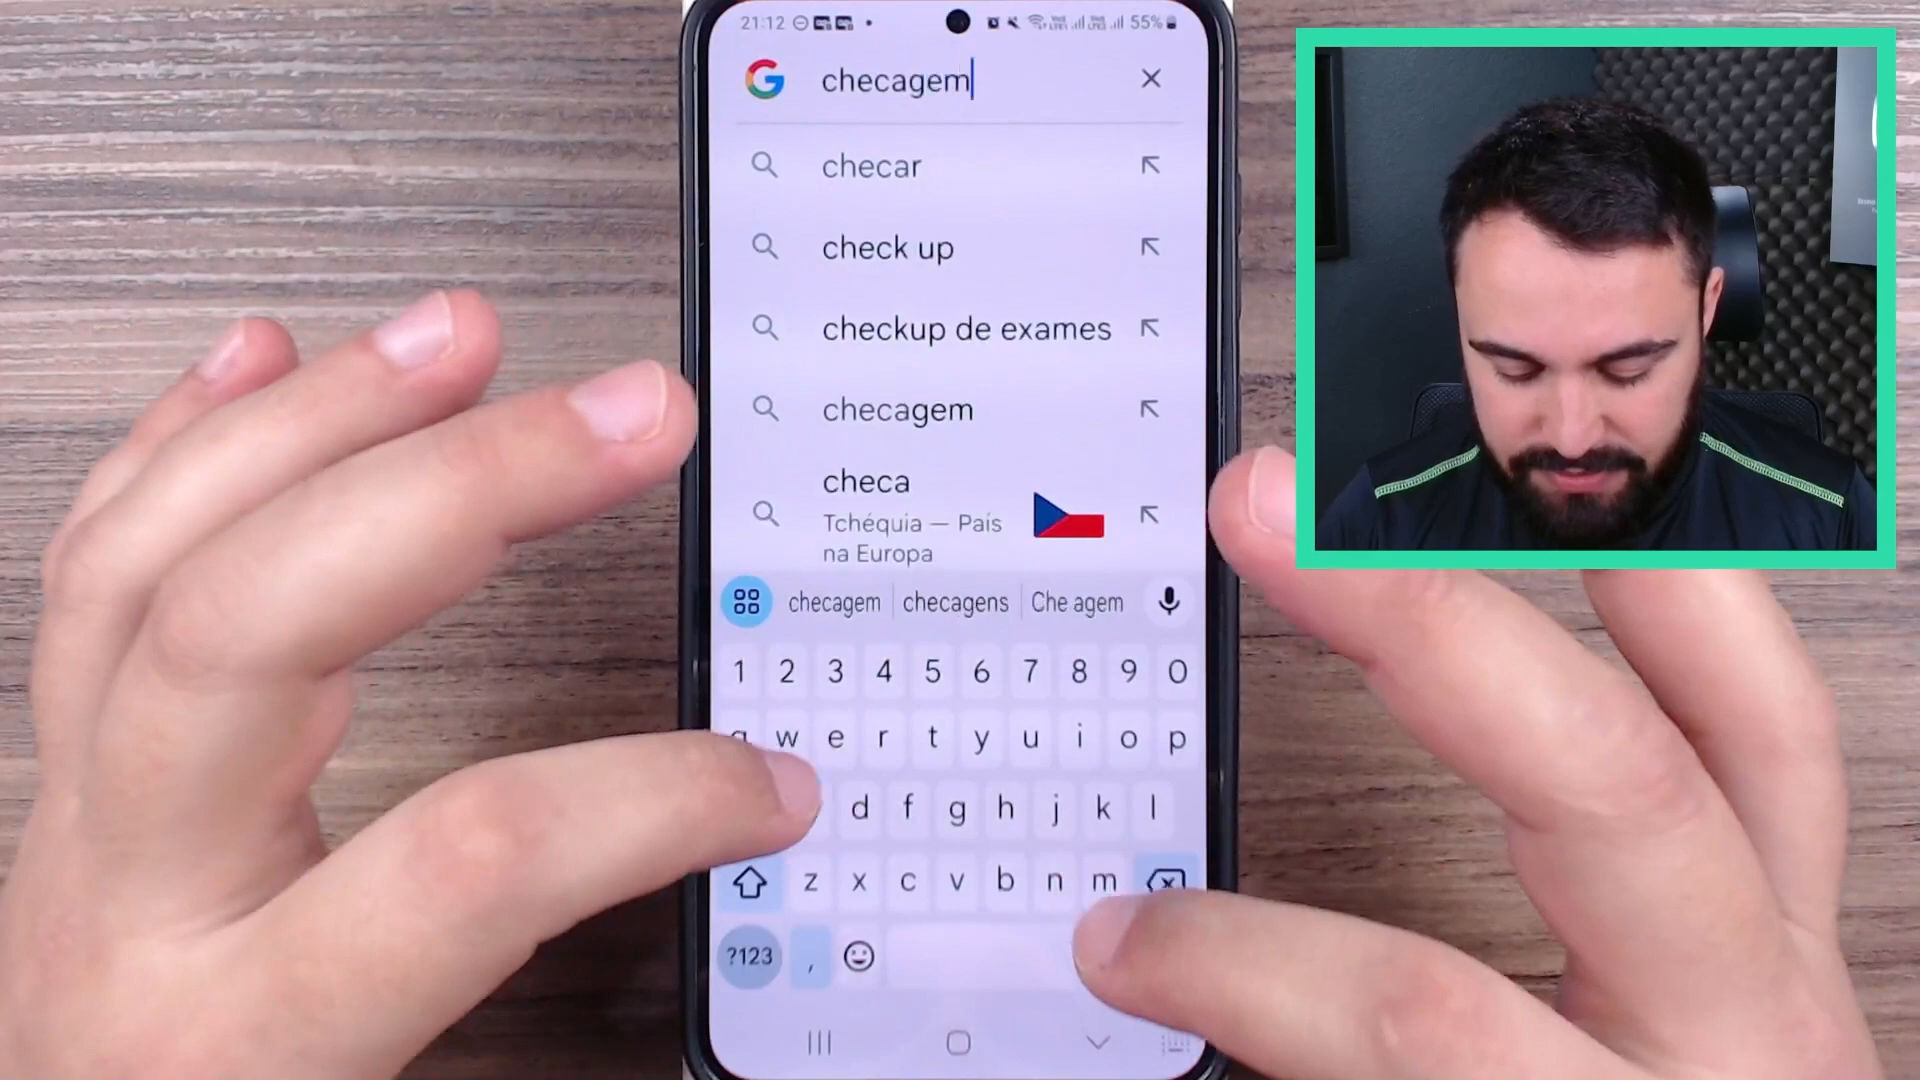 21:12
55%
checagem
checar
check up
checkup de exames
checagem
checa
Tchéquia — País
na Europa
checagem checagens Che agem
1 2 3 4 5 6 7 8 9 0
q w e r t y u i o p
d f g h j k l
z x c v b n m
?123 ,